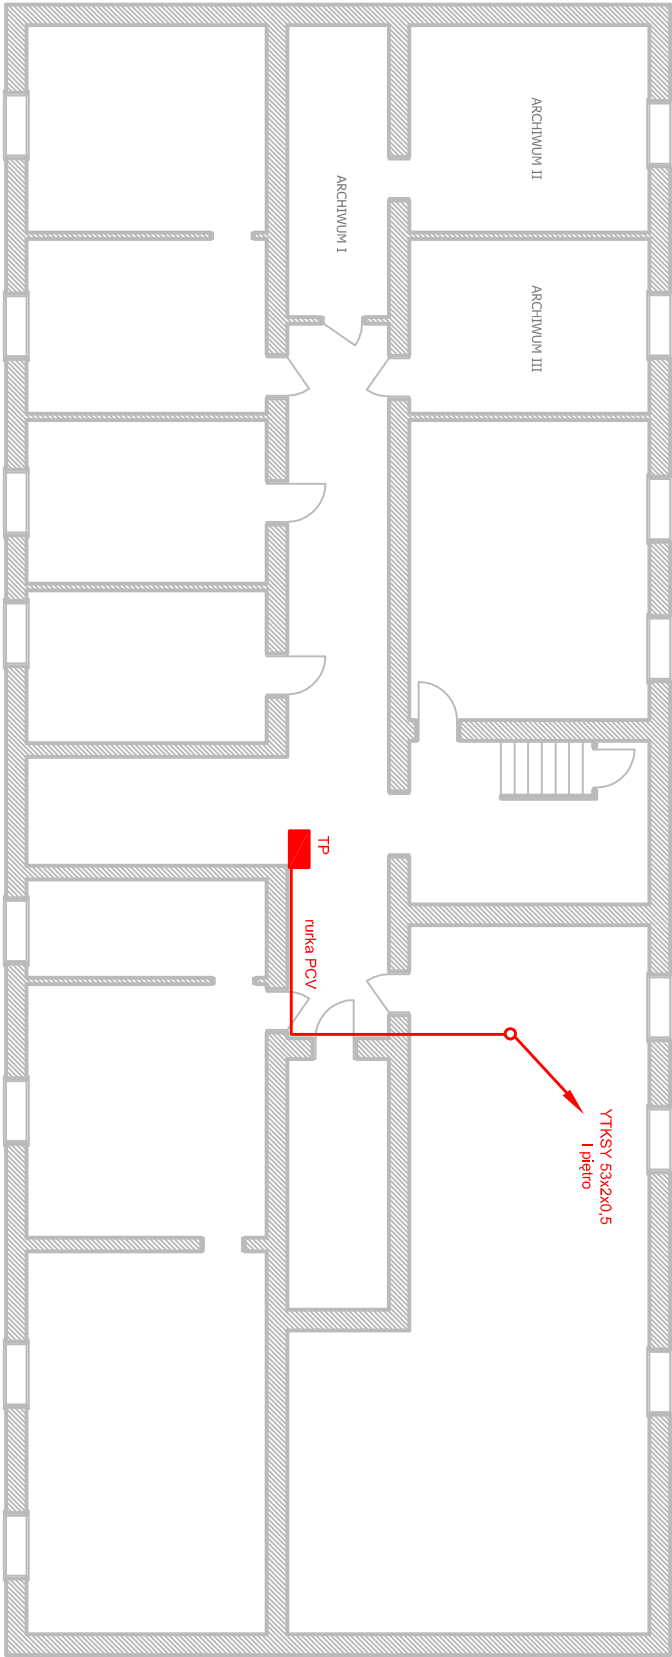 ARCHIWUM II
ARCHIWUM I
ARCHIWUM III
TP
rurka PCV
YTKSY 53x2x0,5
I piętro